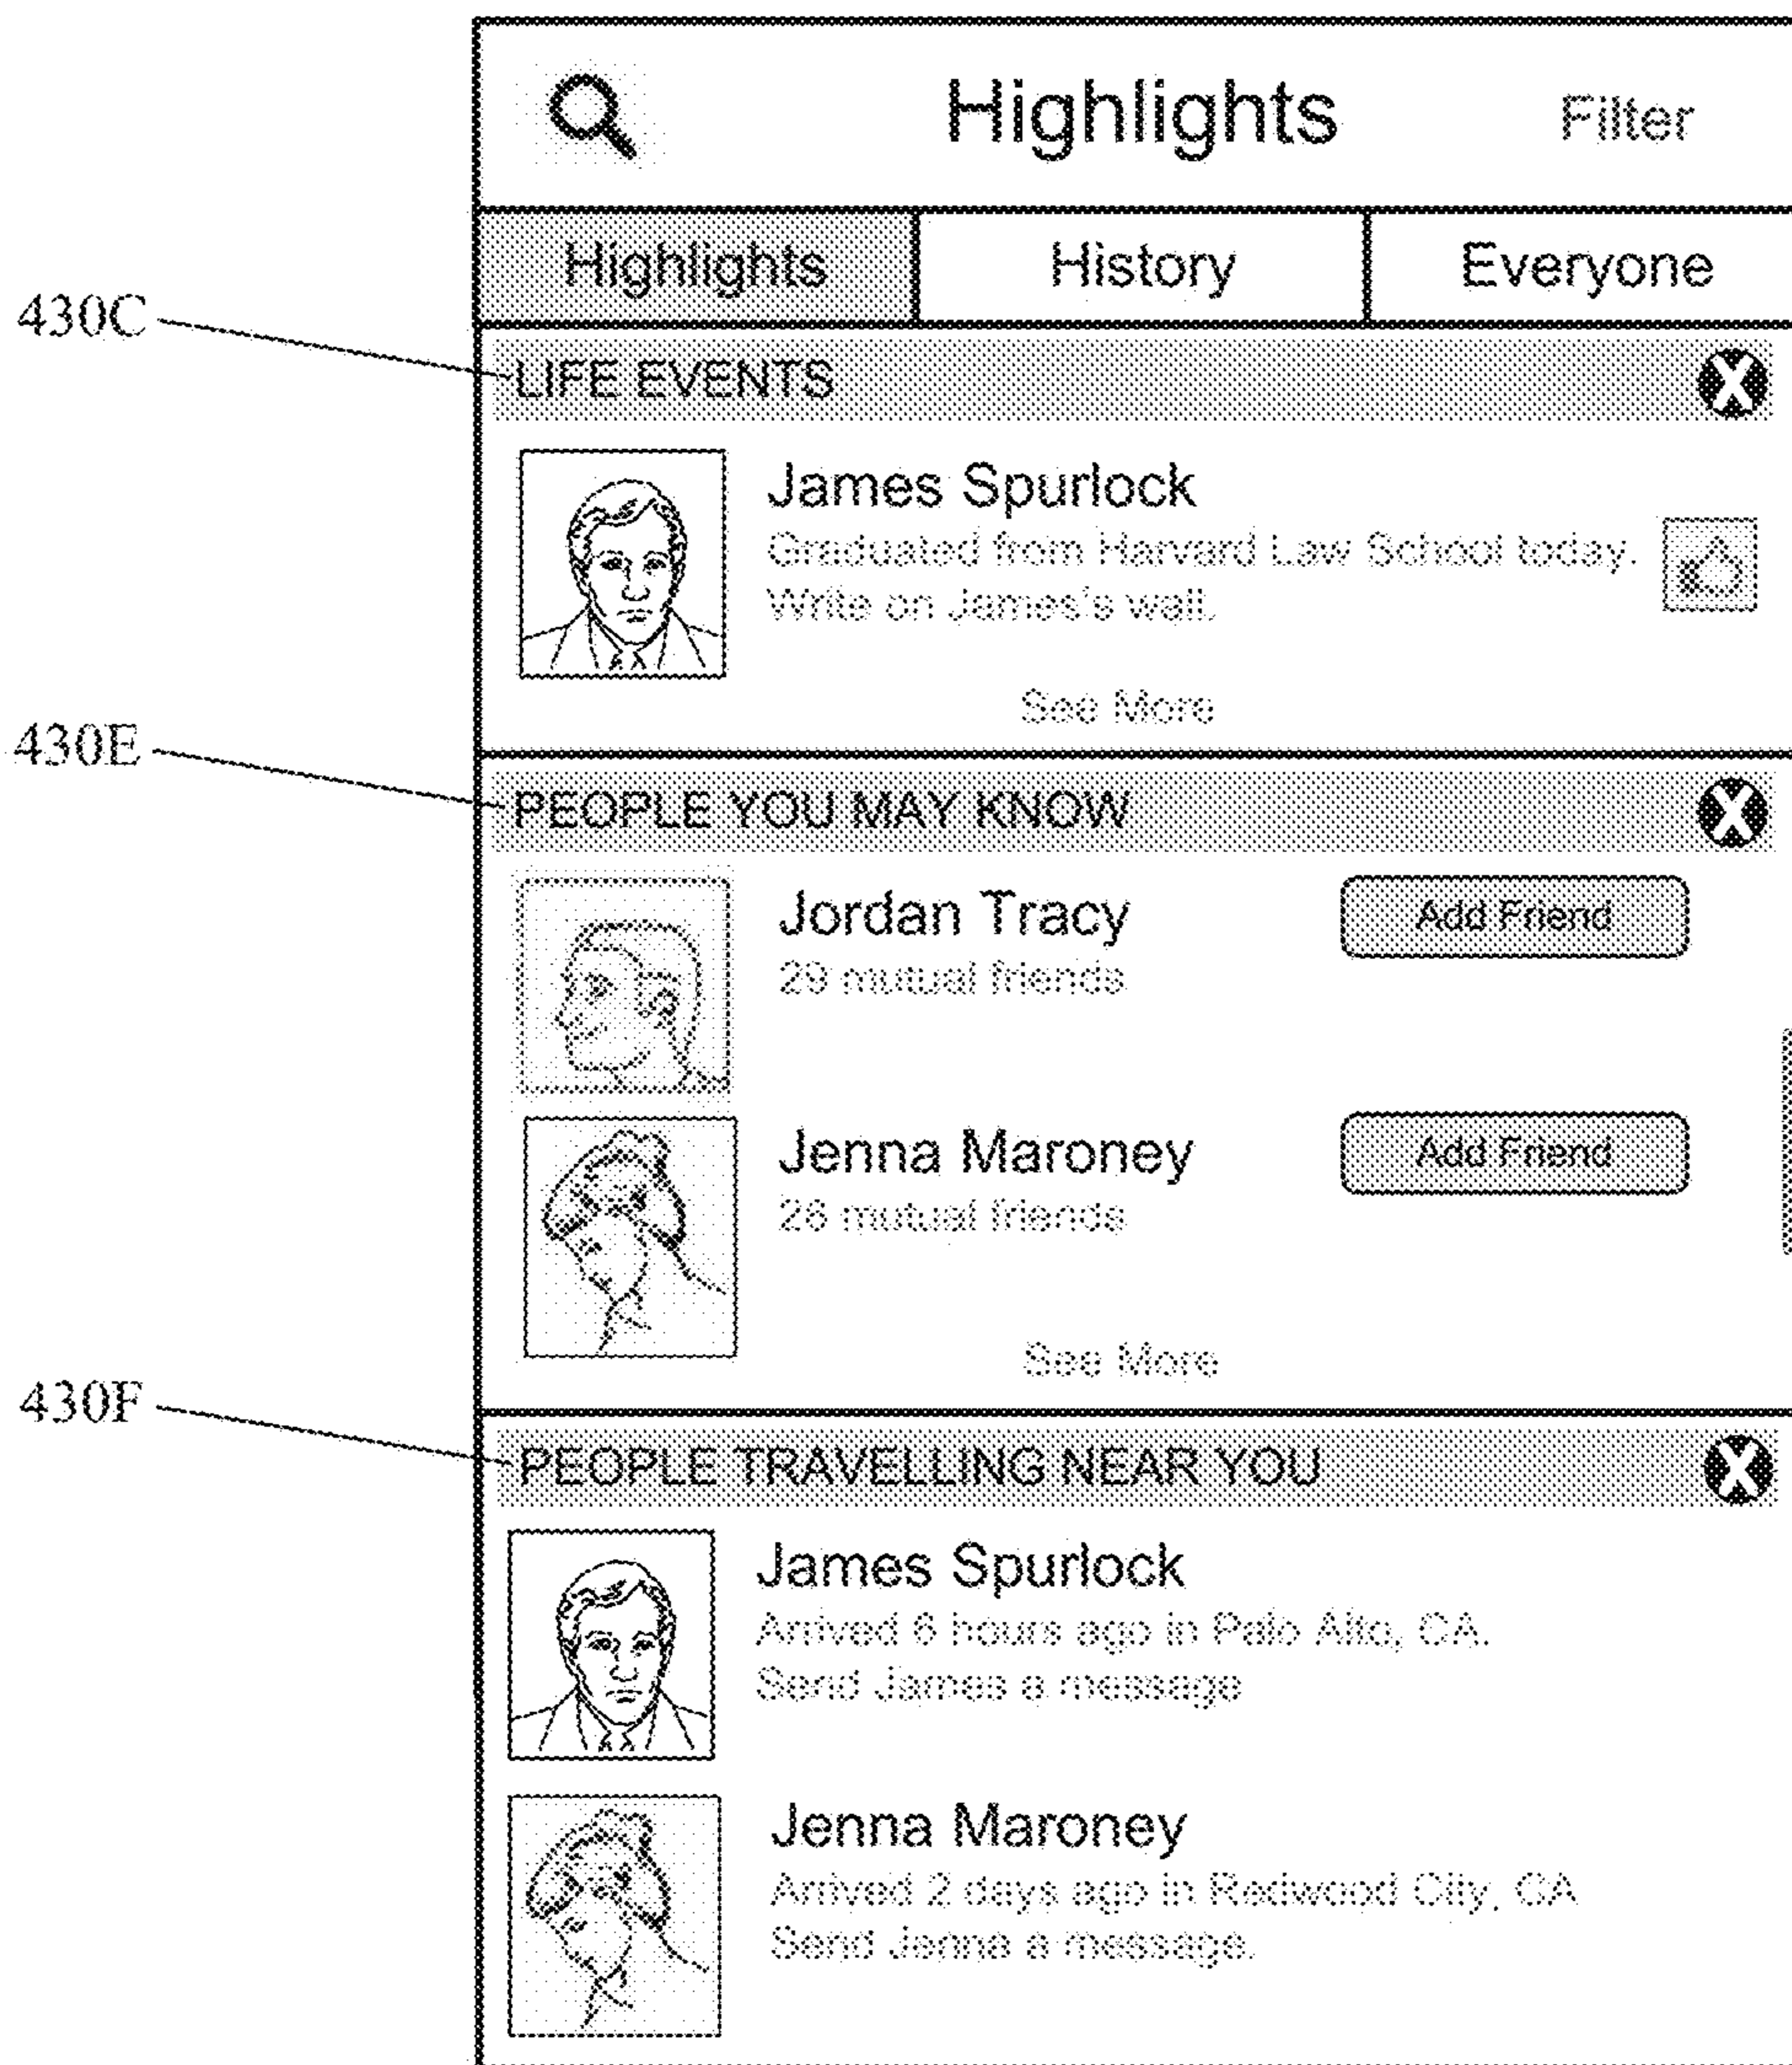 Highlights Filter
Highlights History Everyone
430C
LIFE EVENTS X
James Spurlock
Graduated from Harvard Law School today.
Write on James's wall.
See More
430E
PEOPLE YOU MAY KNOW X
Jordan Tracy Add Friend
29 mutual friends
Jenna Maroney Add Friend
28 mutual friends
See More
430F
PEOPLE TRAVELLING NEAR YOU X
James Spurlock
Arrived 6 hours ago in Palo Alto, CA.
Send James a message
Jenna Maroney
Arrived 2 days ago in Redwood City, CA
Send Jenna a message.